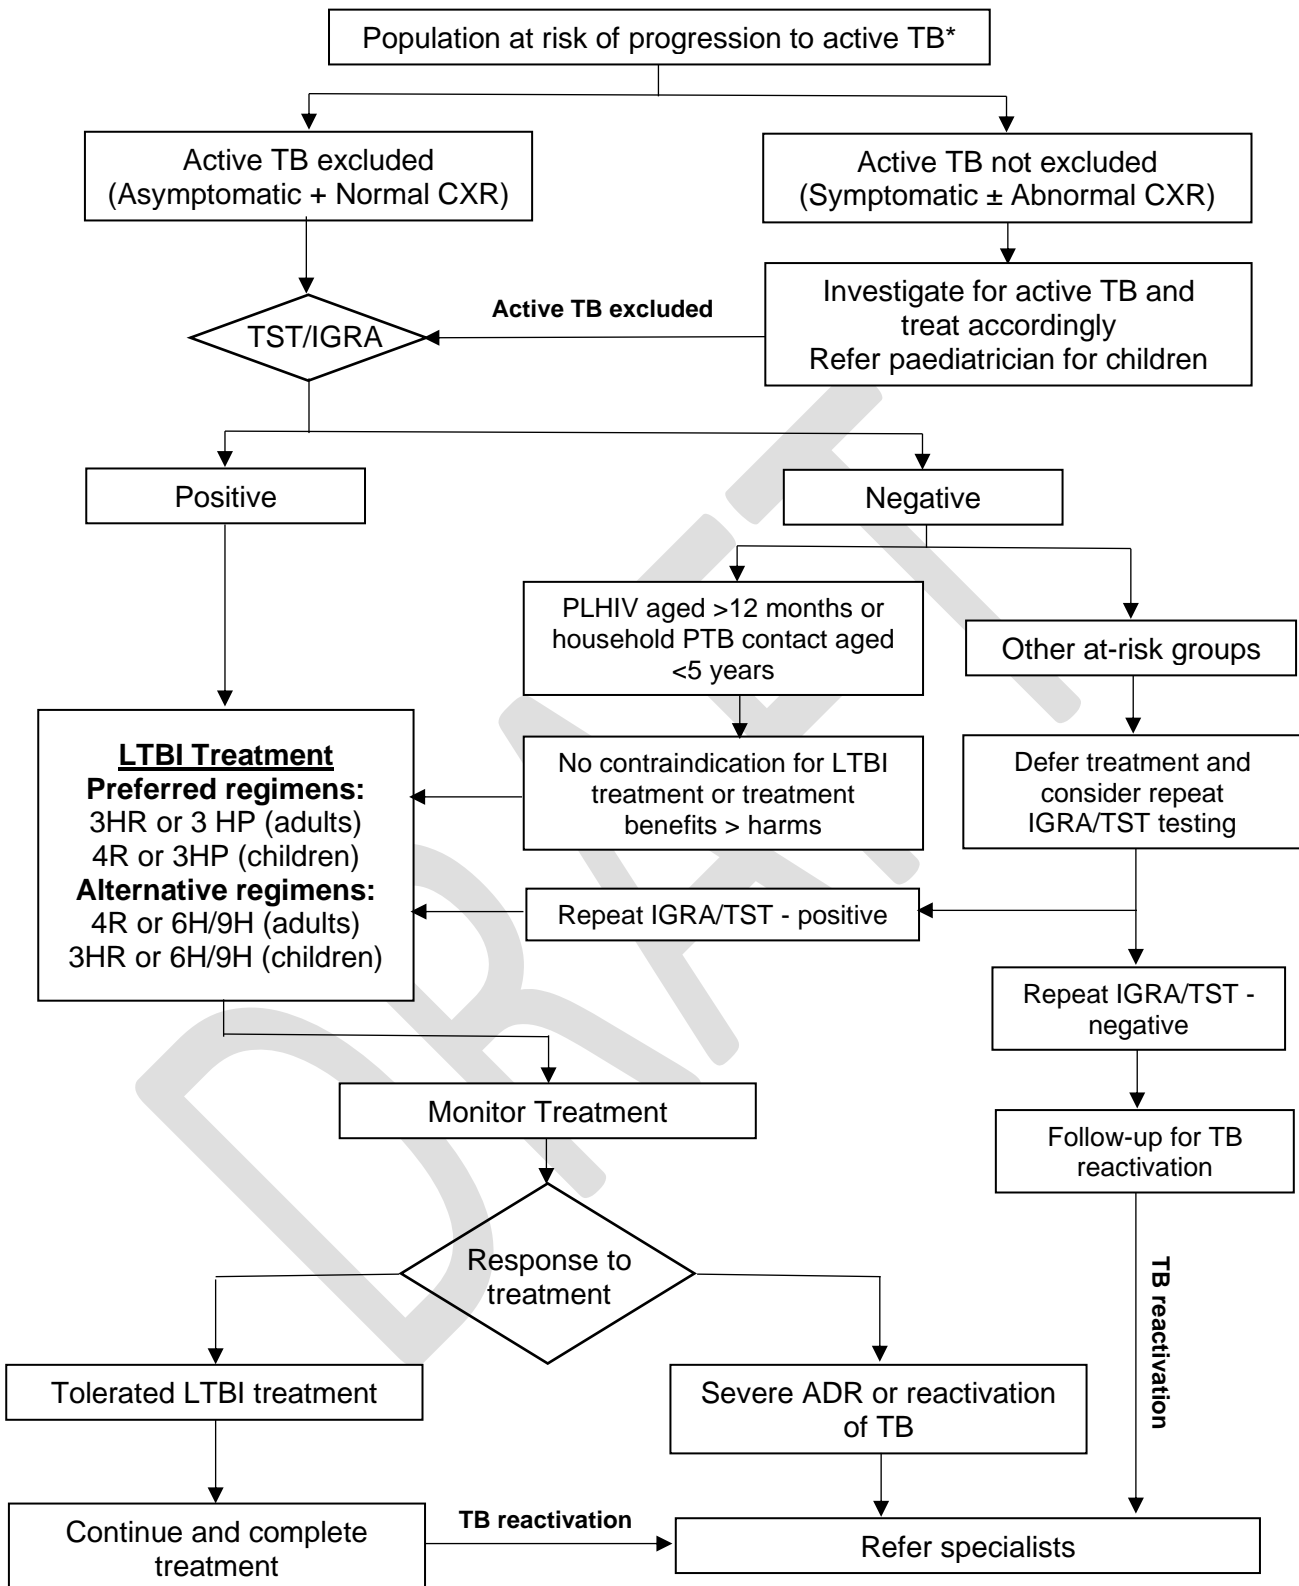 Population at risk of progression to active TB*
Active TB excluded
(Asymptomatic + Normal CXR)
Active TB not excluded
(Symptomatic ± Abnormal CXR)
TST/IGRA
Active TB excluded
Investigate for active TB and
treat accordingly
Refer paediatrician for children
Positive
Negative
PLHIV aged >12 months or
household PTB contact aged
<5 years
Other at-risk groups
LTBI Treatment
Preferred regimens:
3HR or 3 HP (adults)
4R or 3HP (children)
Alternative regimens:
4R or 6H/9H (adults)
3HR or 6H/9H (children)
No contraindication for LTBI
treatment or treatment
benefits > harms
Defer treatment and
consider repeat
IGRA/TST testing
Repeat IGRA/TST - positive
Repeat IGRA/TST -
negative
Monitor Treatment
Follow-up for TB
reactivation
Response to
treatment
TB reactivation
Tolerated LTBI treatment
Severe ADR or reactivation
of TB
Continue and complete
treatment
TB reactivation
Refer specialists
DRAFT